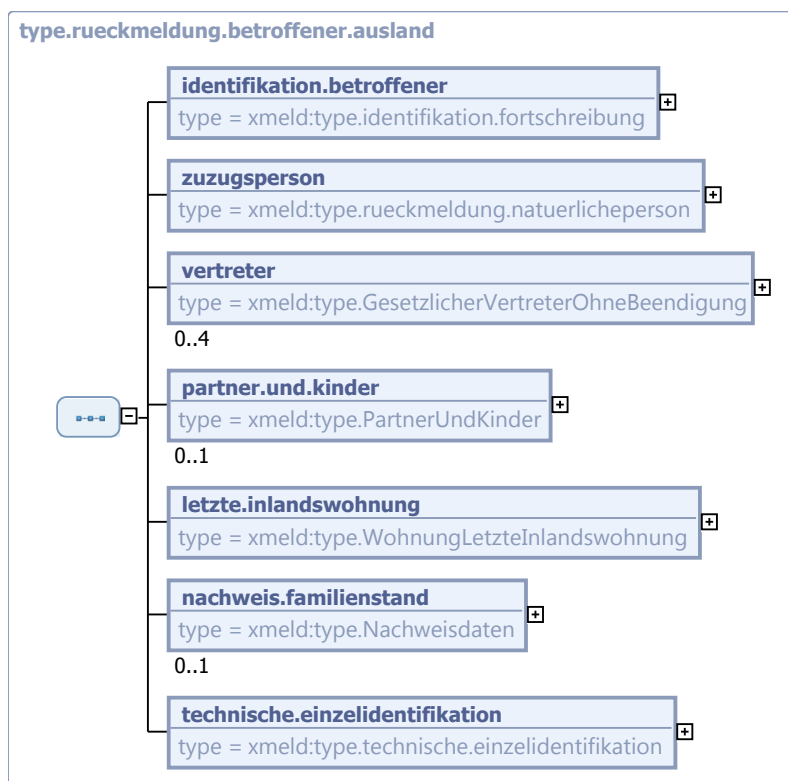 type.rueckmeldung.betroffener.ausland
identifikation.betroffener
type = xmeld:type.identifikation.fortschreibung
zuzugsperson
type = xmeld:type.rueckmeldung.natuerlicheperson
vertreter
type = xmeld:type.GesetzlicherVertreterOhneBeendigung
0..4
partner.und.kinder
type = xmeld:type.PartnerUndKinder
0..1
letzte.inlandswohnung
type = xmeld:type.WohnungLetzteInlandswohnung
nachweis.familienstand
type = xmeld:type.Nachweisdaten
0..1
technische.einzelidentifikation
type = xmeld:type.technische.einzelidentifikation